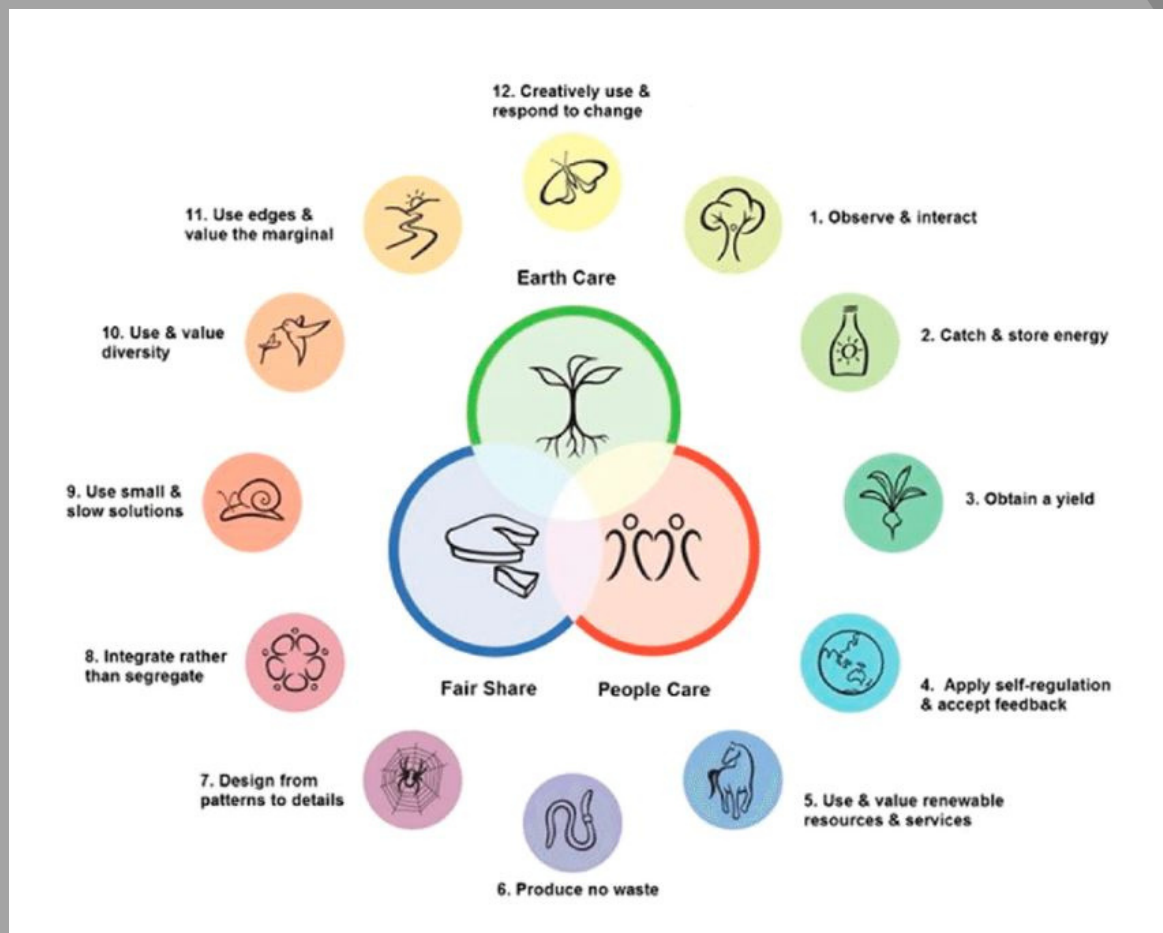 12. Creatively use &
respond to change
1. Observe & interact
2. Catch & store energy
3. Obtain a yield
4. Apply self-regulation
& accept feedback
5. Use & value renewable
resources & services
6. Produce no waste
7. Design from
patterns to details
8. Integrate rather
than segregate
9. Use small &
slow solutions
10. Use & value
diversity
11. Use edges &
value the marginal
Earth Care
Fair Share
People Care